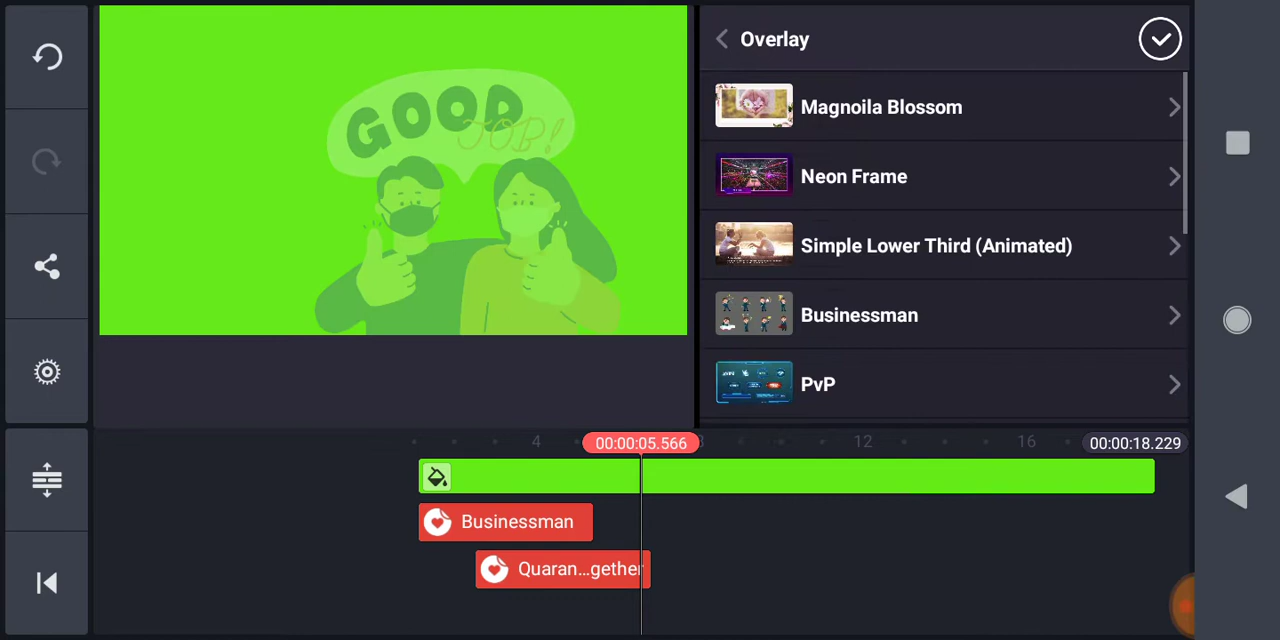 GOOD
JOB!
Overlay
Magnoila Blossom
Neon Frame
Simple Lower Third (Animated)
Businessman
PvP
4
00:00:05.566
8
12
16
00:00:18.229
Businessman
Quaran...gether